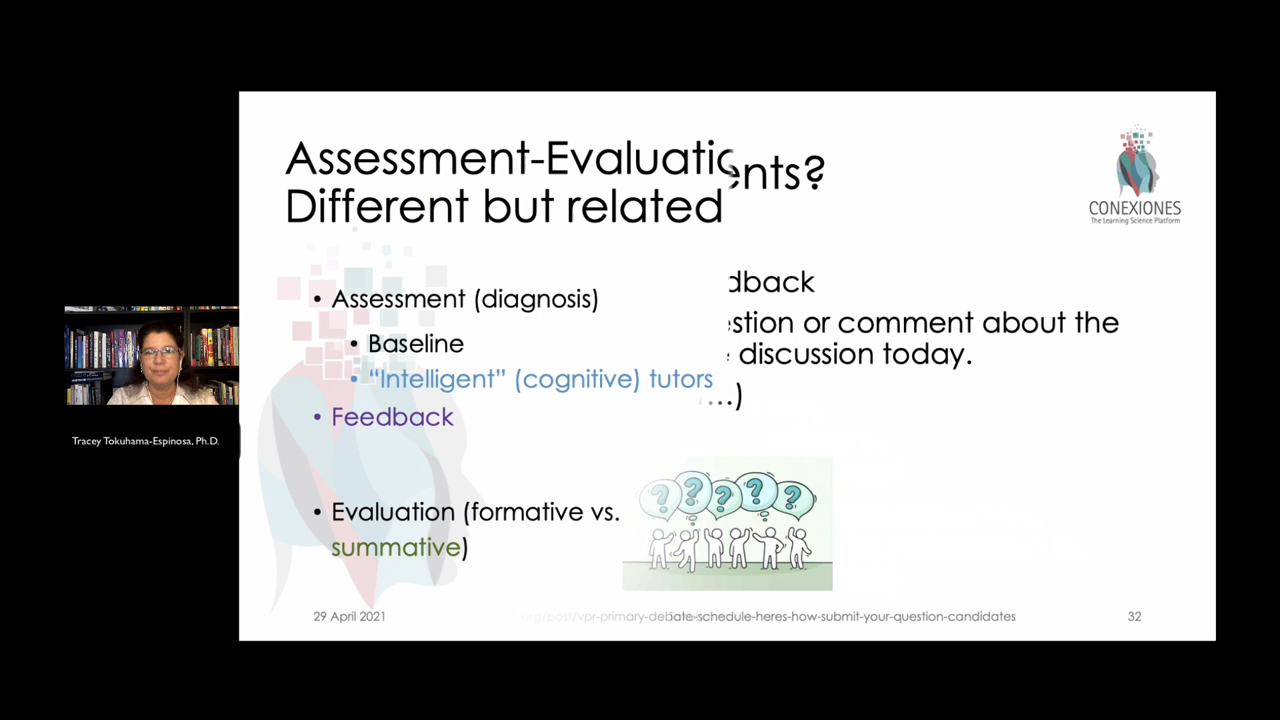 Assessment-Evaluatio
ents?
Different but related
CONEXIONES
The Learning Science Platform
dback
• Assessment (diagnosis)
stion or comment about the
• Baseline
discussion today.
• “Intelligent” (cognitive) tutors
...)
• Feedback
Tracey Tokuhama-Espinosa, Ph.D.
• Evaluation (formative vs.
summative)
29 April 2021
org/post/vpr-primary-debate-schedule-heres-how-submit-your-question-candidates
32